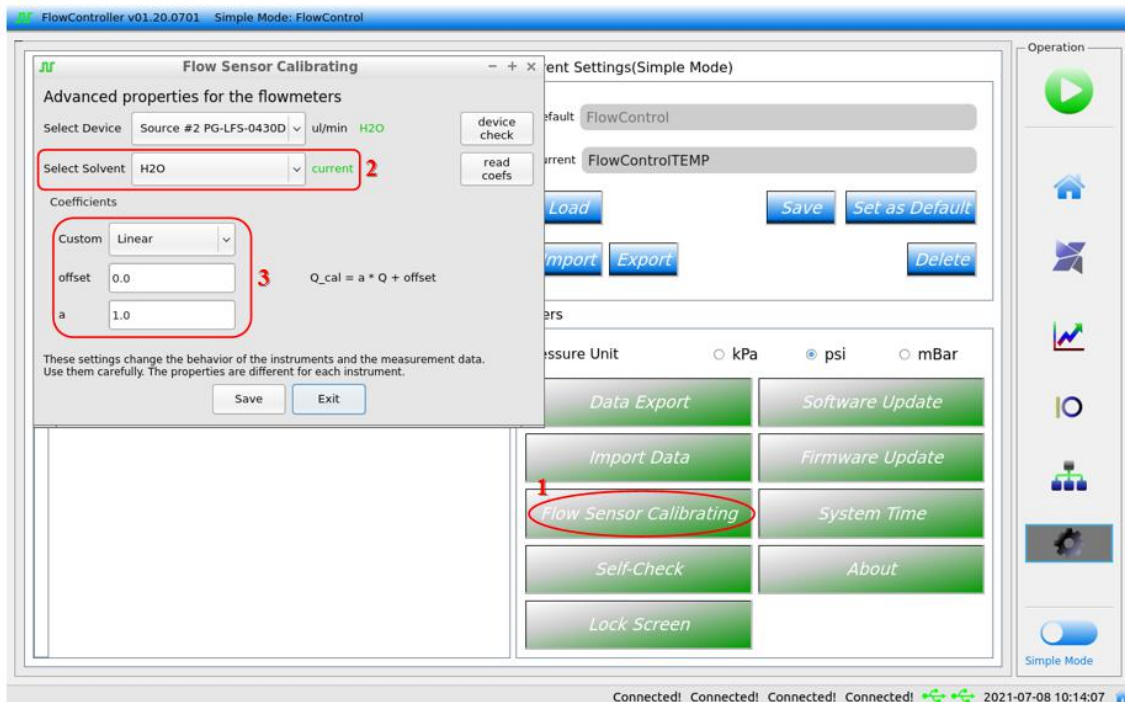 FlowController v01.20.0701 Simple Mode: FlowControl
Flow Sensor Calibrating
Advanced properties for the flowmeters
Select Device Source #2 PG-LFS-0430D ul/min H2O device check
Select Solvent H2O current 2 read coefs
Coefficients
Custom Linear
offset 0.0 3 Q_cal = a * Q + offset
a 1.0
These settings change the behavior of the instruments and the measurement data.
Use them carefully. The properties are different for each instrument.
Save Exit
Settings(Simple Mode)
FlowControl
FlowControlTEMP
Load Save Set as Default
Export Delete
Unit kPa psi mBar
Data Export Software Update
Import Data Firmware Update
1
Flow Sensor Calibrating System Time
Self-Check About
Lock Screen
Operation
Simple Mode
Connected! Connected! Connected! Connected! 2021-07-08 10:14:07